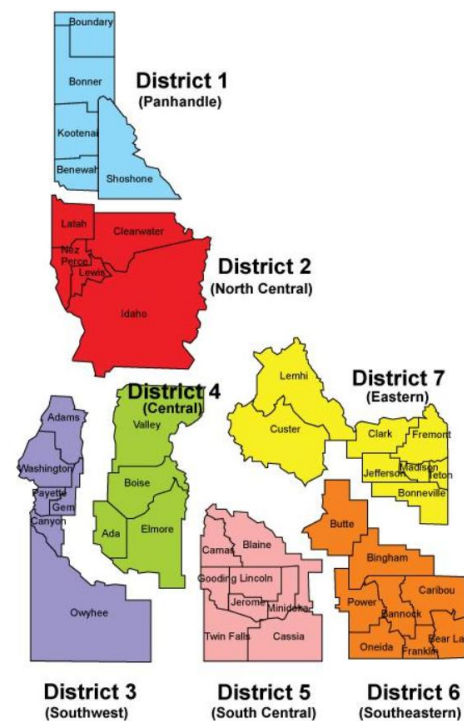 Boundary
Bonner
District 1
(Panhandle)
Kootenai
Benewah
Shoshone
Latah
Clearwater
Nez
Perce
Lewis
District 2
(North Central)
Idaho
District 4
(Central)
Valley
Boise
Ada
Elmore
Lemhi
District 7
(Eastern)
Custer
Clark
Fremont
Jefferson
Madison
Teton
Bonneville
Adams
Washington
Payette
Gem
Canyon
Owyhee
District 3
(Southwest)
Camas
Blaine
Gooding
Lincoln
Jerome
Minidoka
Twin Falls
Cassia
District 5
(South Central)
Butte
Bingham
Power
Bannock
Caribou
Oneida
Franklin
Bear La
District 6
(Southeastern)